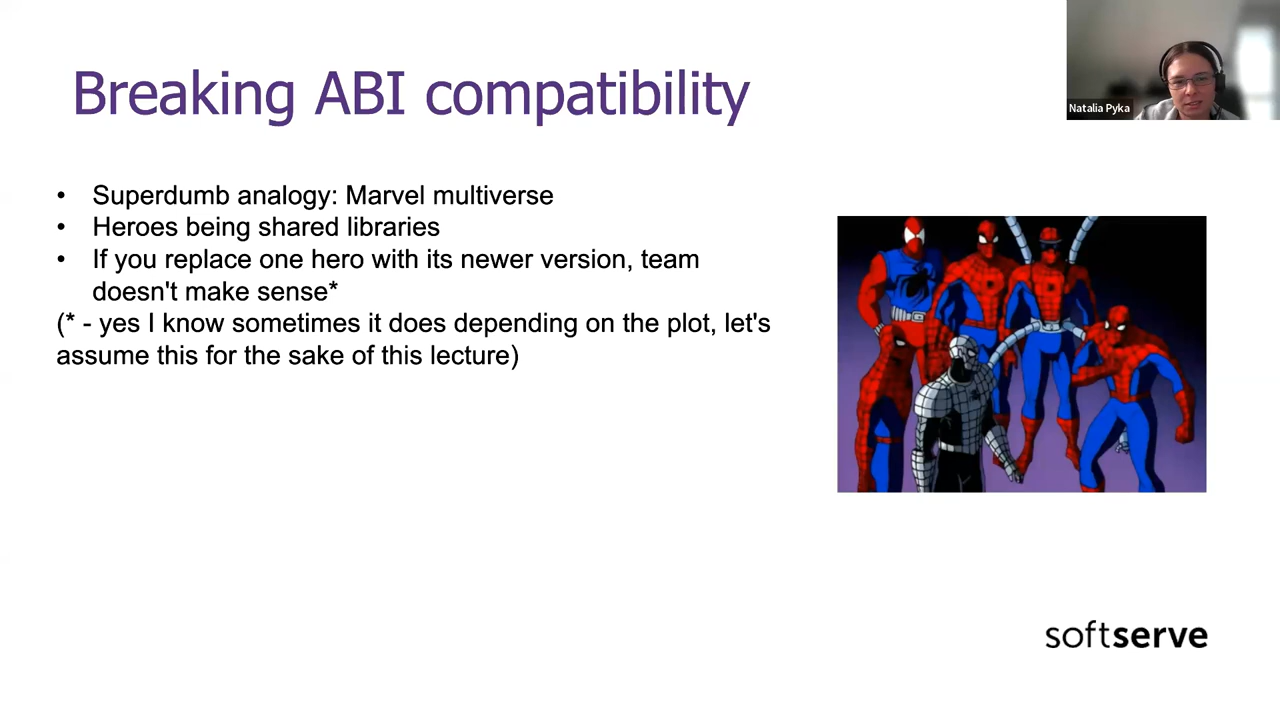 Breaking ABI compatibility
Natalia Pyka
• Superdumb analogy: Marvel multiverse
• Heroes being shared libraries
• If you replace one hero with its newer version, team
doesn't make sense*
(* - yes I know sometimes it does depending on the plot, let's
assume this for the sake of this lecture)
softserve